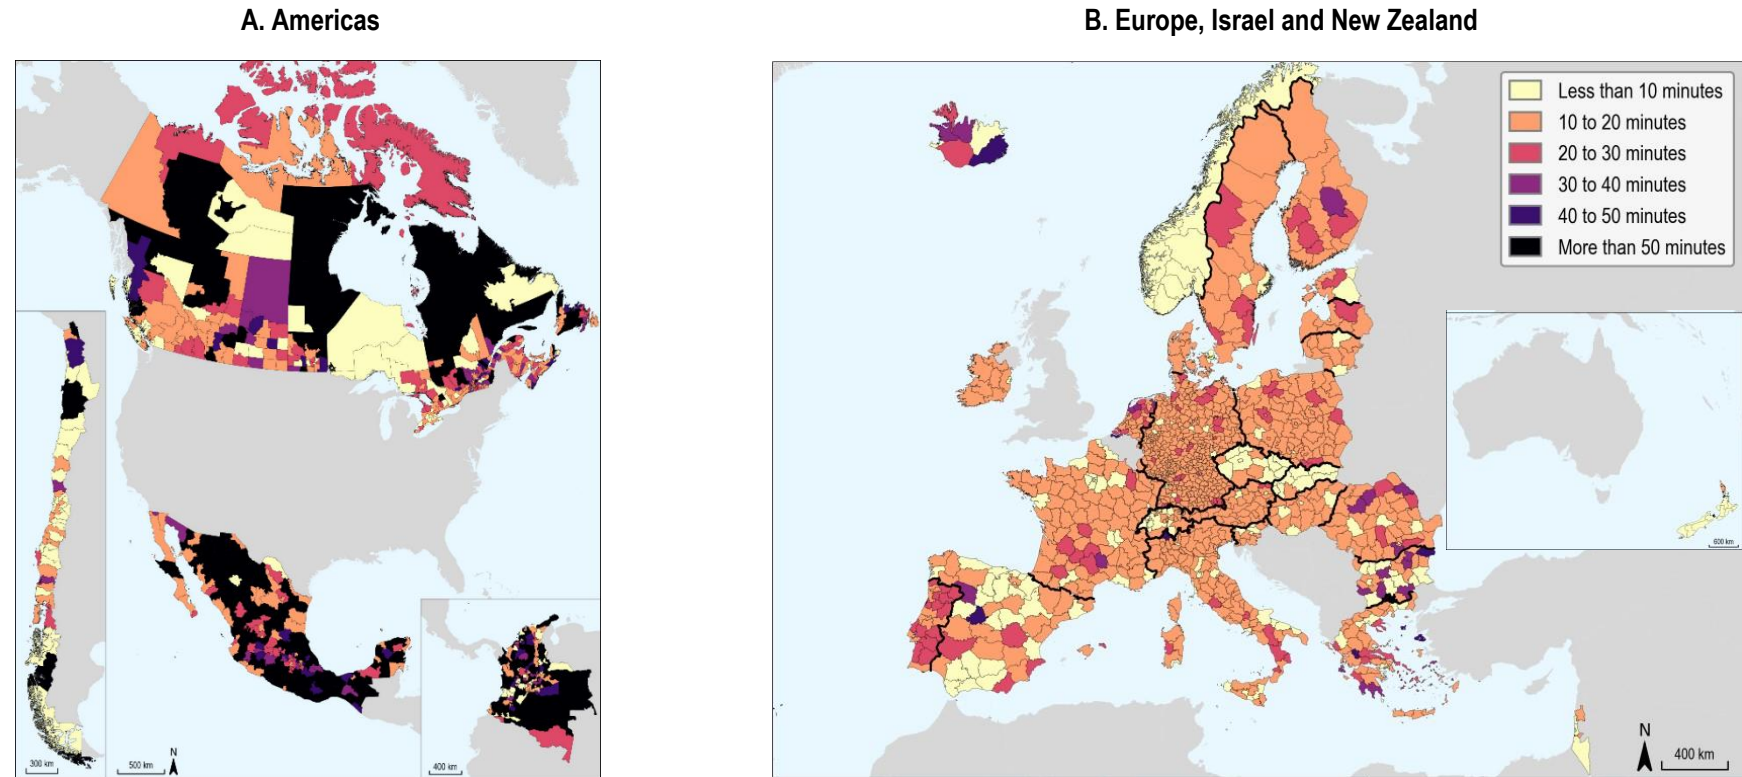 A. Americas
B. Europe, Israel and New Zealand
Less than 10 minutes
10 to 20 minutes
20 to 30 minutes
30 to 40 minutes
40 to 50 minutes
More than 50 minutes
600 km
N
400 km
300 km
500 km
N
400 km